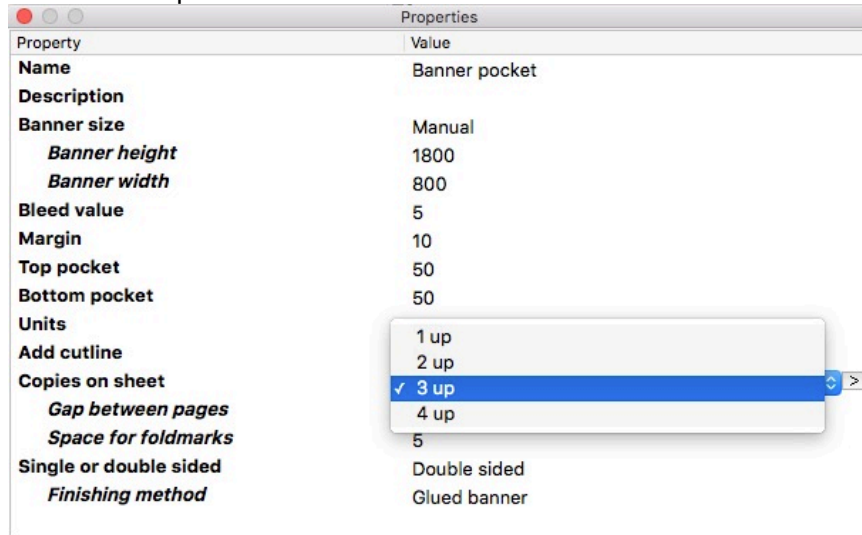 Properties
Property Value
Name Banner pocket
Description
Banner size Manual
Banner height 1800
Banner width 800
Bleed value 5
Margin 10
Top pocket 50
Bottom pocket 50
Units
1 up
Add cutline
2 up
Copies on sheet ✓ 3 up >
Gap between pages
4 up
Space for foldmarks 5
Single or double sided Double sided
Finishing method Glued banner